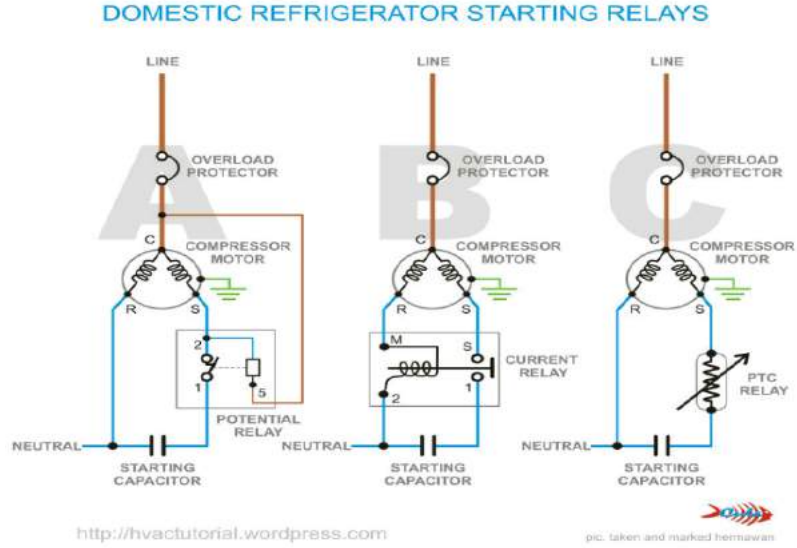 DOMESTIC REFRIGERATOR STARTING RELAYS
LINE
A
OVERLOAD
PROTECTOR
C
COMPRESSOR
MOTOR
R
S
2
1
5
POTENTIAL
RELAY
NEUTRAL
STARTING
CAPACITOR
LINE
B
OVERLOAD
PROTECTOR
C
COMPRESSOR
MOTOR
R
S
M
S
CURRENT
RELAY
2
1
NEUTRAL
STARTING
CAPACITOR
LINE
C
OVERLOAD
PROTECTOR
C
COMPRESSOR
MOTOR
R
S
PTC
RELAY
NEUTRAL
STARTING
CAPACITOR
http://hvactutorial.wordpress.com
pic. taken and marked hermawan